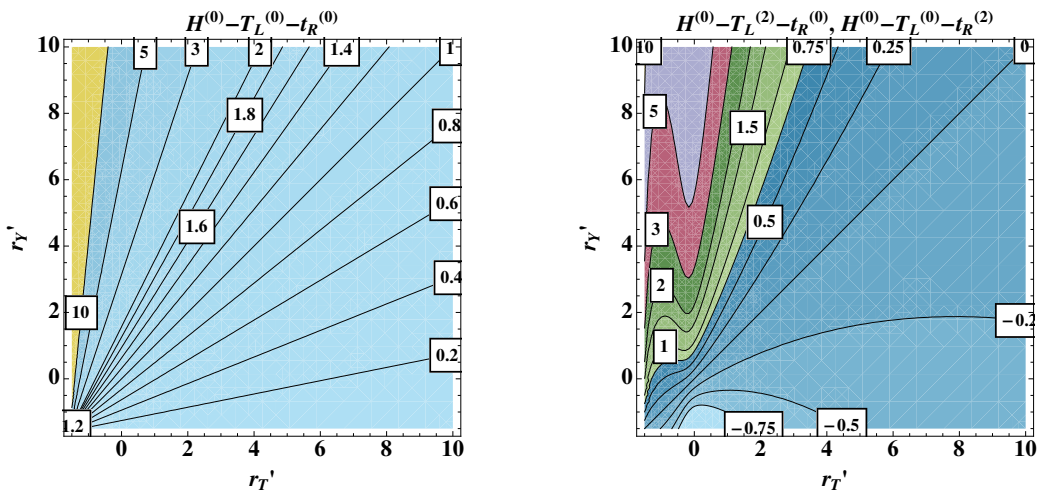 H^{(0)}−T_L^{(0)}−t_R^{(0)}
10 5 3 2 1.4 1
8 1.8 0.8
6 0.6
r_Y' 4 1.6 0.4
2 10
0 0.2
1.2
0 2 4 6 8 10
r_T'
H^{(0)}−T_L^{(2)}−t_R^{(0)}, H^{(0)}−T_L^{(0)}−t_R^{(2)}
10 10 0.75 0.25 0
8 5 1.5
6
r_Y' 4 3 0.5
2 2 −0.2
0 1
−0.75 −0.5
0 2 4 6 8 10
r_T'